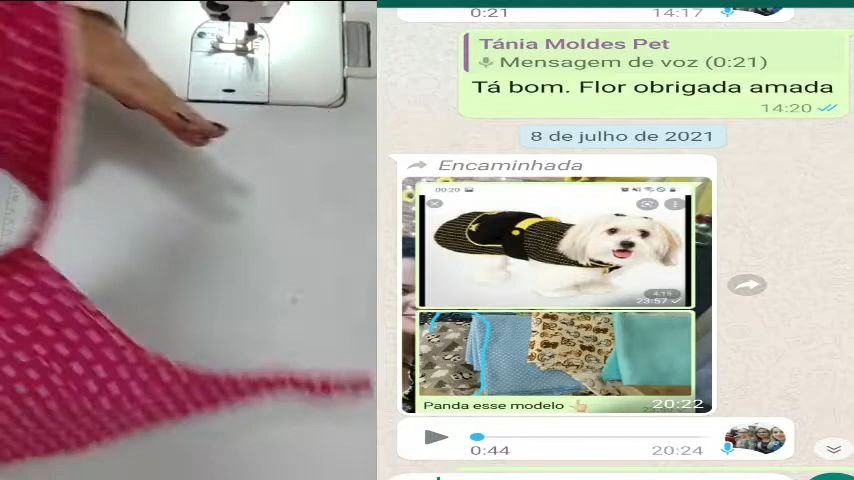 0:21 14:17
Tánia Moldes Pet
Mensagem de voz (0:21)
Tá bom. Flor obrigada amada
14:20
8 de julho de 2021
Encaminhada
00:20
4:15
23:57
Panda esse modelo 👆🏻 20:22
0:44 20:24